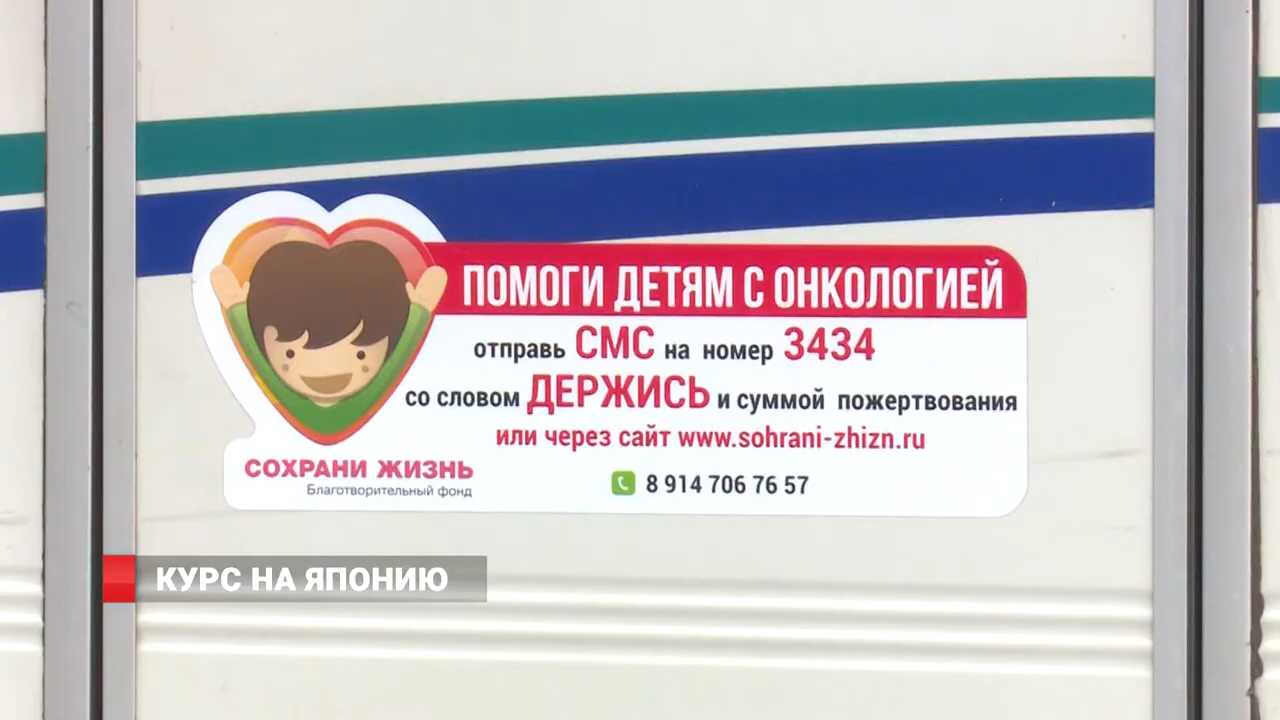 ПОМОГИ ДЕТЯМ С ОНКОЛОГИЕЙ
отправь СМС на номер 3434
со словом ДЕРЖИСЬ и суммой пожертвования
или через сайт www.sohrani-zhizn.ru
8 914 706 76 57
СОХРАНИ ЖИЗНЬ
Благотворительный фонд
КУРС НА ЯПОНИЮ